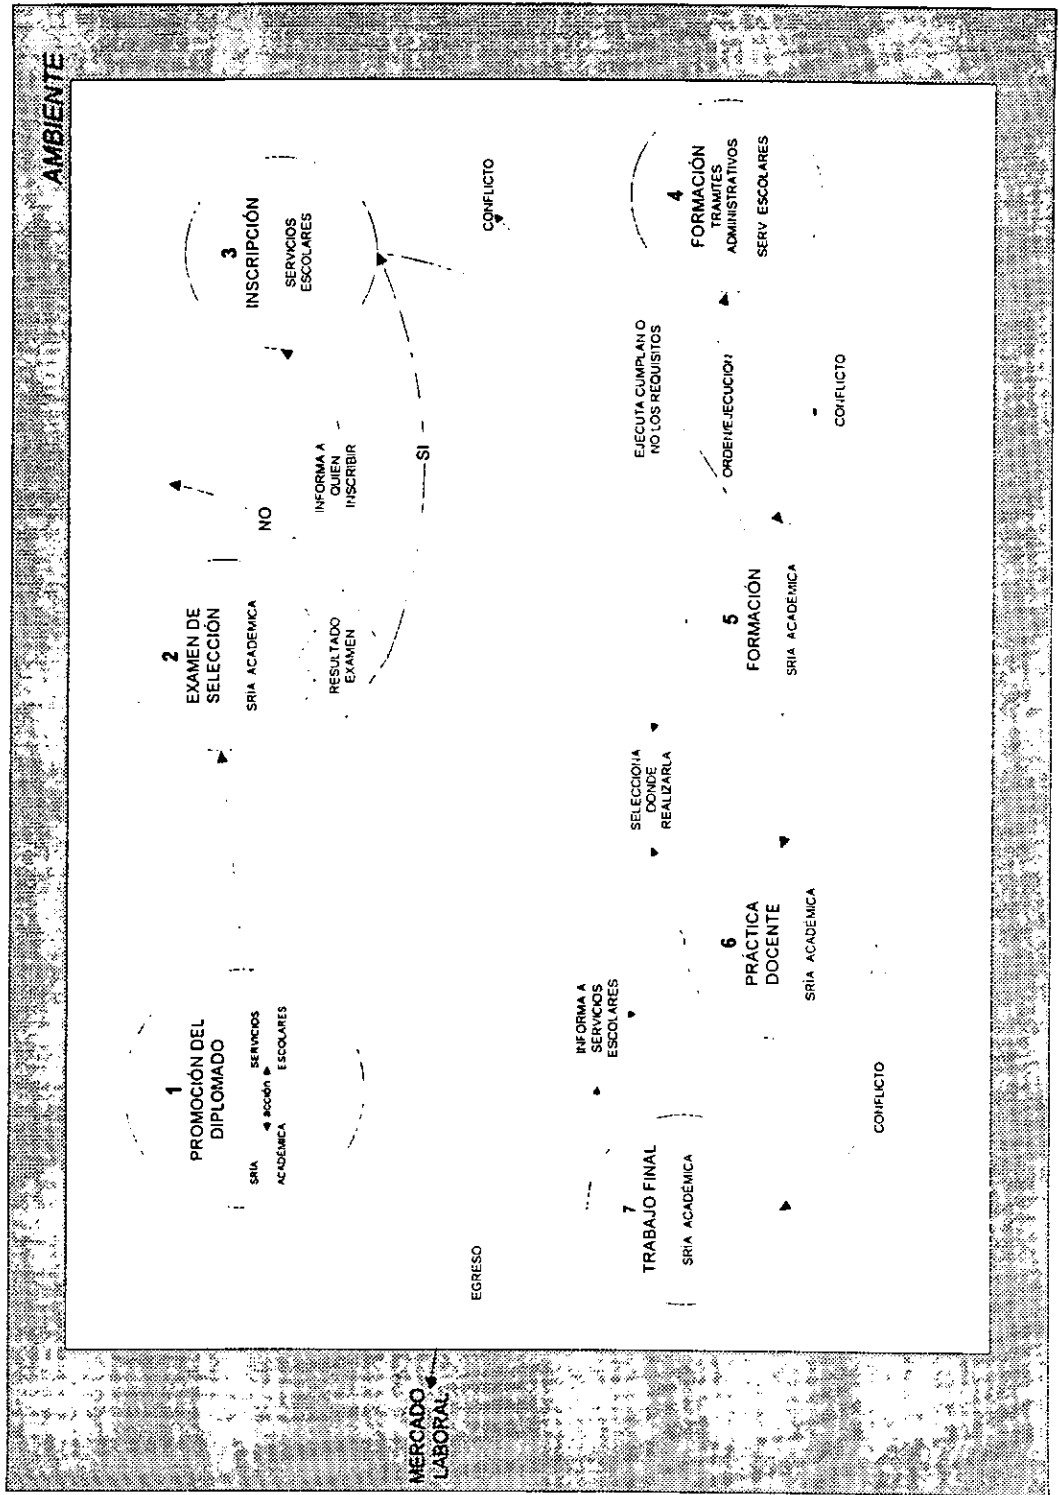 AMBIENTE
1
PROMOCIÓN DEL
DIPLOMADO
SRIA
ACADÉMICA
acción
SERVICIOS
ESCOLARES
2
EXAMEN DE
SELECCIÓN
SRIA ACADEMICA
RESULTADO
EXAMEN
NO
INFORMA A
QUIEN
INSCRIBIR
SI
3
INSCRIPCIÓN
SERVICIOS
ESCOLARES
CONFLICTO
EGRESO
MERCADO
LABORAL
7
TRABAJO FINAL
SRIA ACADÉMICA
INFORMA A
SERVICIOS
ESCOLARES
6
PRÁCTICA
DOCENTE
SRIA ACADÉMICA
CONFLICTO
SELECCIONA
DONDE
REALIZARLA
5
FORMACIÓN
SRIA ACADÉMICA
EJECUTA CUMPLAN O
NO LOS REQUISITOS
ORDEN/EJECUCION
CONFLICTO
4
FORMACIÓN
TRAMITES
ADMINISTRATIVOS
SERV ESCOLARES